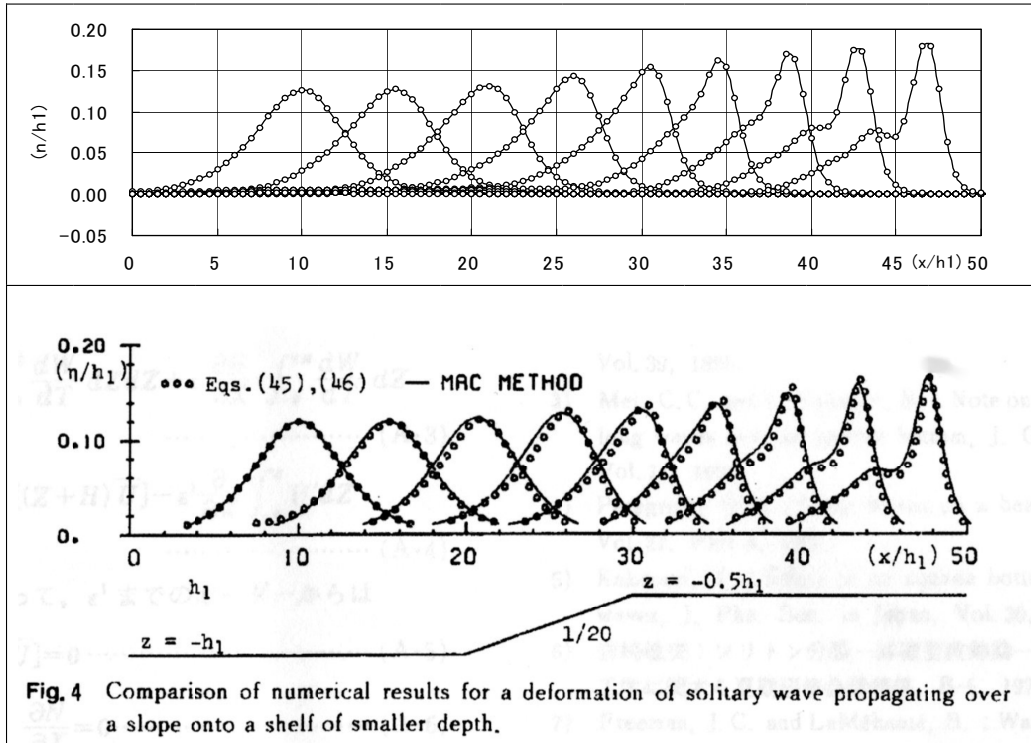 0.20
0.15
0.10
0.05
0.00
-0.05
(η/h1)
0 5 10 15 20 25 30 35 40 45 (x/h1) 50
0.20
(η/h₁)
ooo Eqs.(45),(46) — MAC METHOD
0.10
0.
10 20 30 40 (x/h₁) 50
h₁
z = -0.5h₁
1/20
z = -h₁
Fig. 4 Comparison of numerical results for a deformation of solitary wave propagating over
a slope onto a shelf of smaller depth.